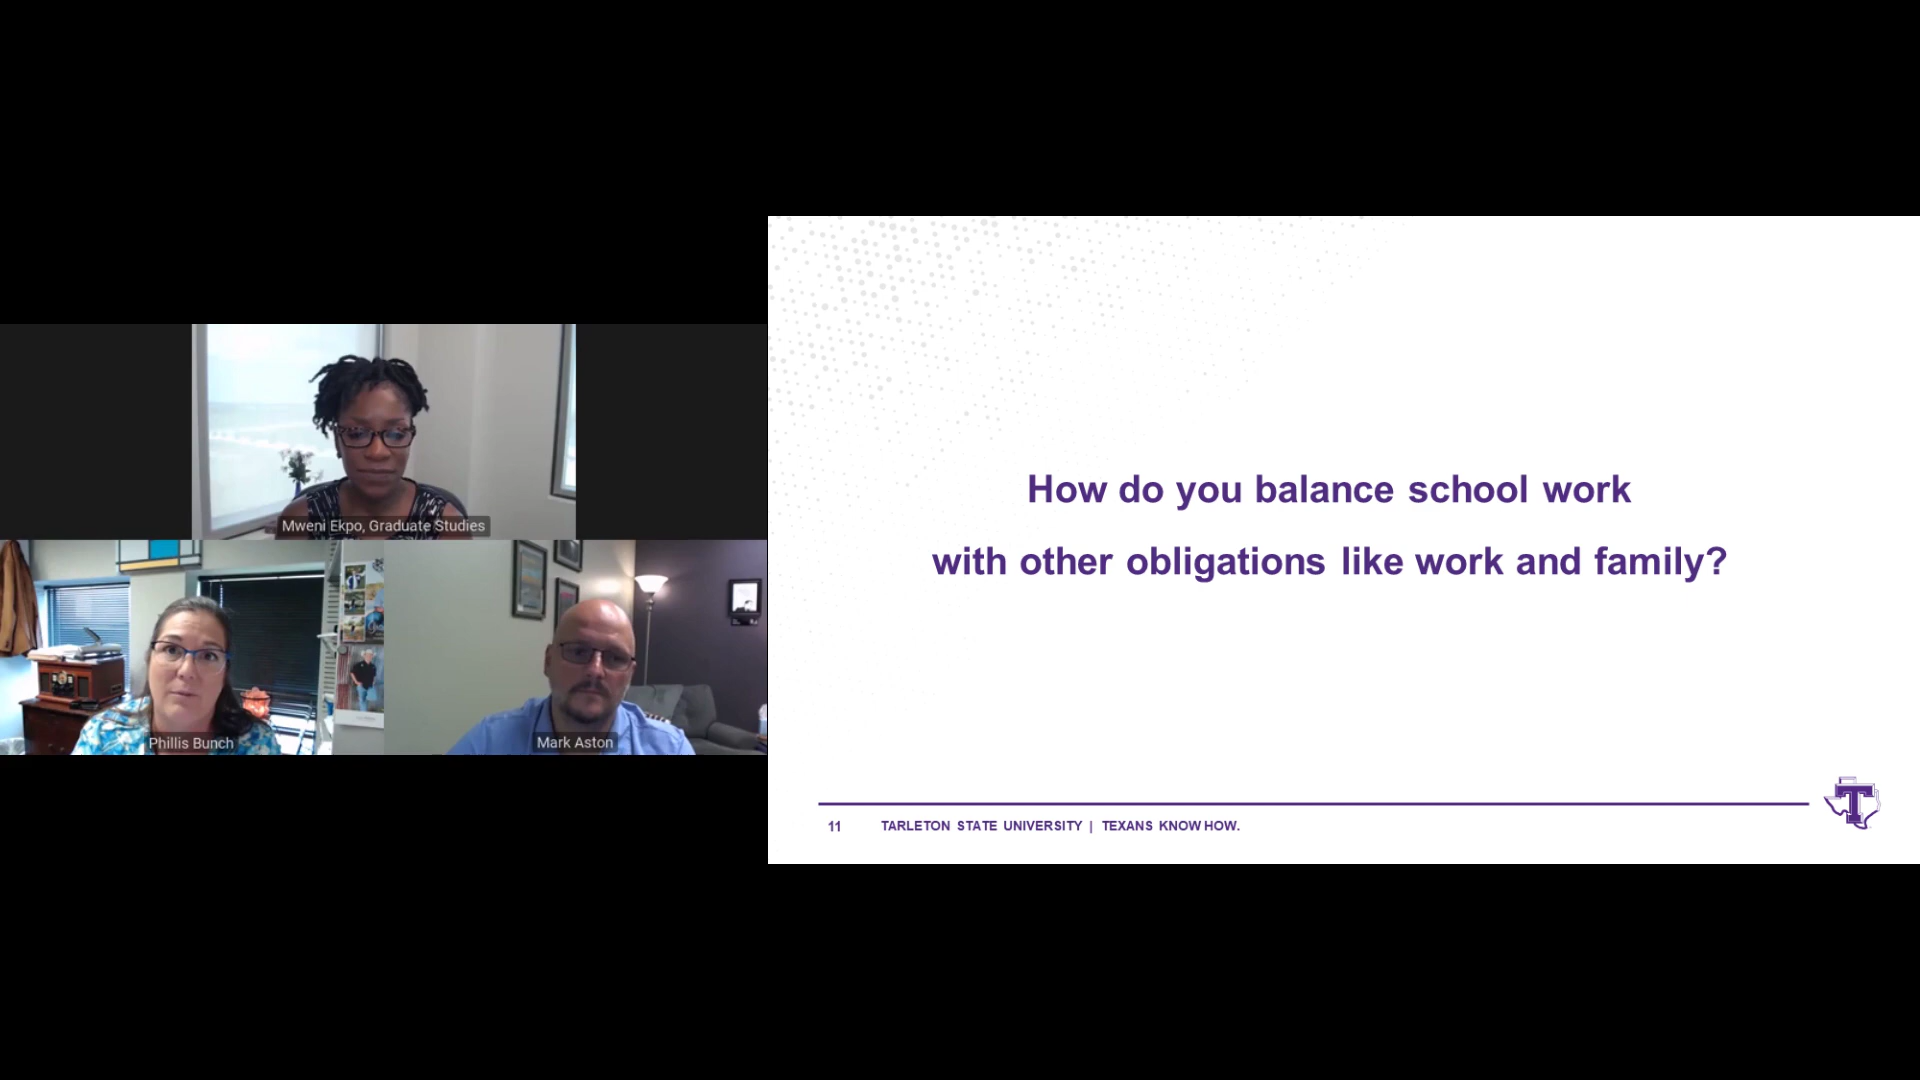 Mweni Ekpo, Graduate Studies
Phillis Bunch
Mark Aston
How do you balance school work
with other obligations like work and family?
11 TARLETON STATE UNIVERSITY | TEXANS KNOW HOW.
T